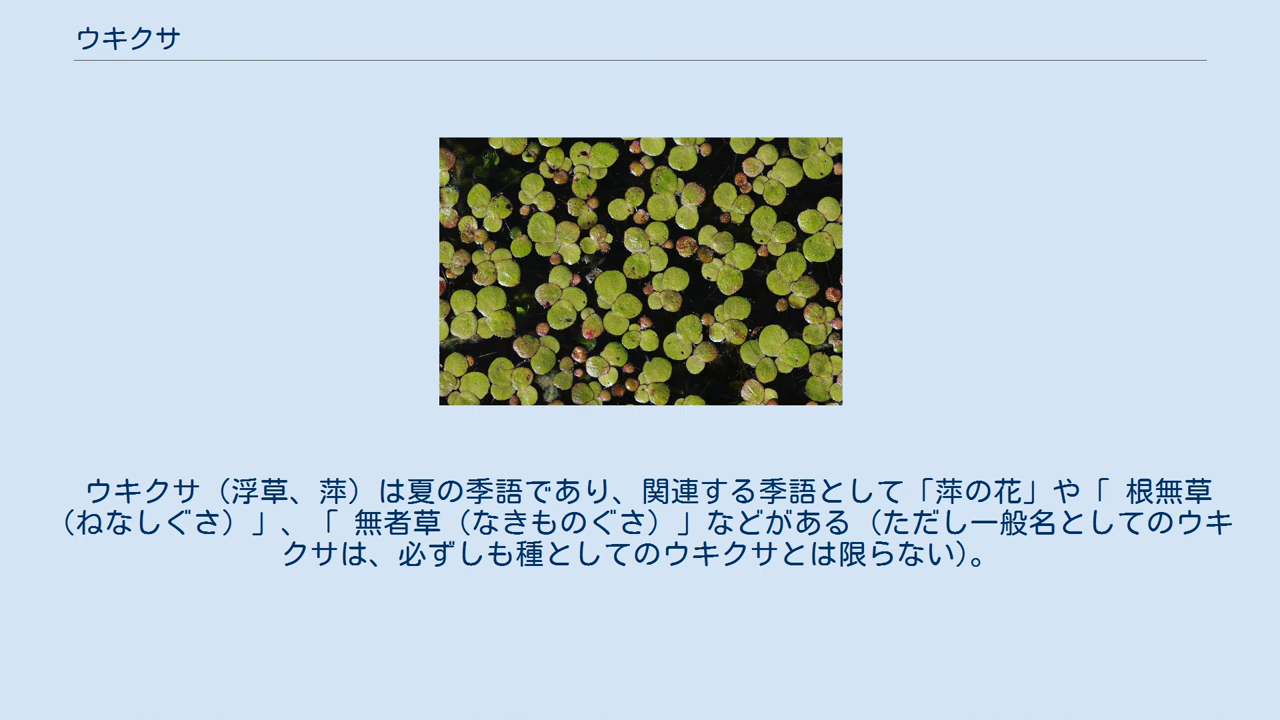 ウキクサ
ウキクサ（浮草、萍）は夏の季語であり、関連する季語として「萍の花」や「 根無草
（ねなしぐさ）」、「 無者草（なきものぐさ）」などがある（ただし一般名としてのウキ
クサは、必ずしも種としてのウキクサとは限らない）。